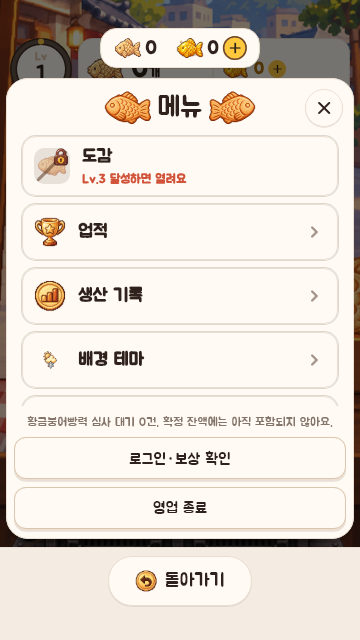 0 0
Lv
1
0
메뉴
도감
Lv.3 달성하면 열려요
업적
생산 기록
배경 테마
황금붕어빵력 심사 대기 0건. 확정 잔액에는 아직 포함되지 않아요.
로그인·보상 확인
영업 종료
돌아가기